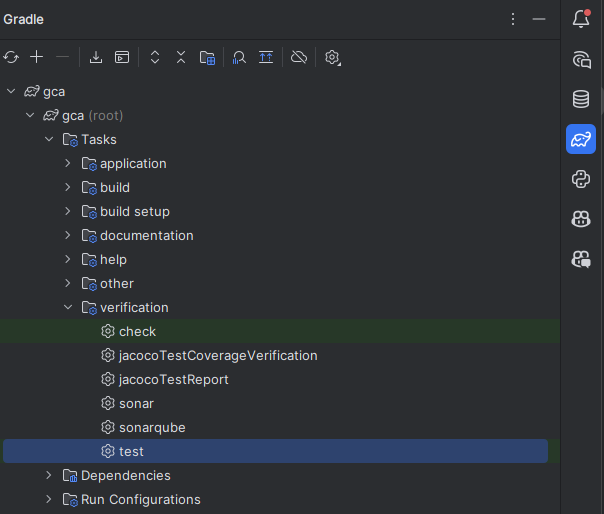 Gradle
gca
gca (root)
Tasks
application
build
build setup
documentation
help
other
verification
check
jacocoTestCoverageVerification
jacocoTestReport
sonar
sonarqube
test
Dependencies
Run Configurations